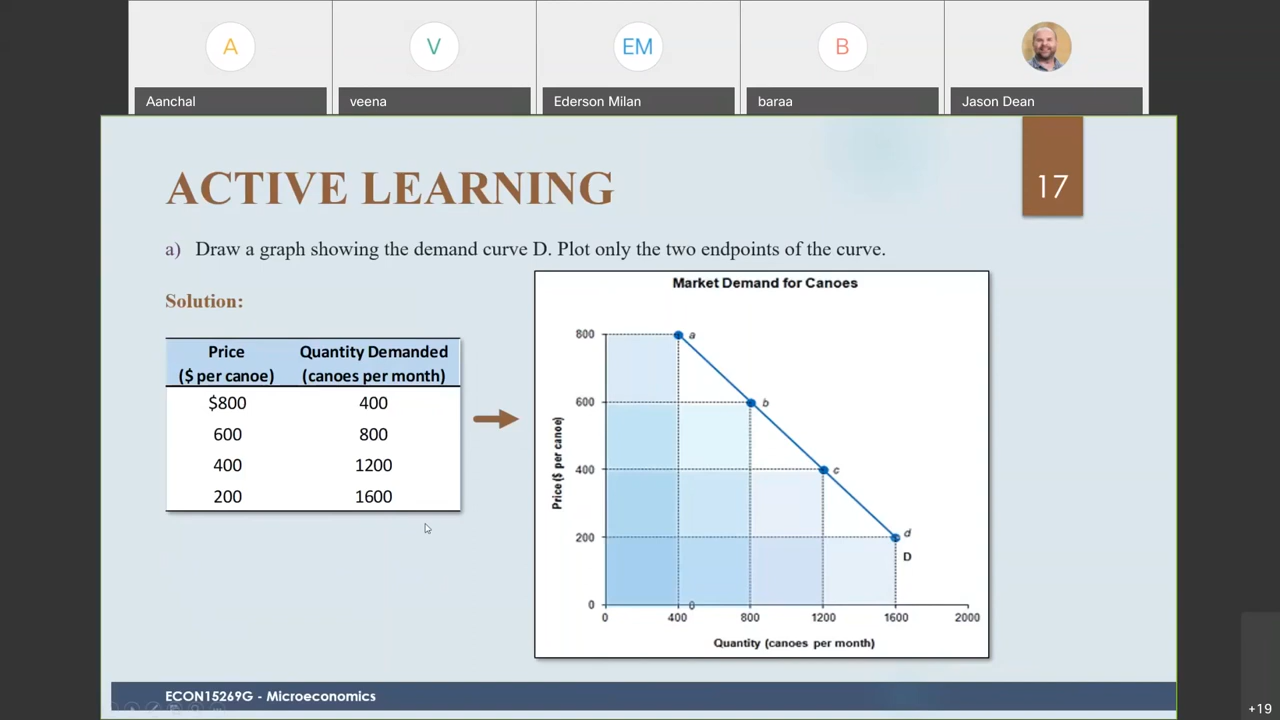 A
V
EM
B
Aanchal
veena
Ederson Milan
baraa
Jason Dean
ACTIVE LEARNING
17
a) Draw a graph showing the demand curve D. Plot only the two endpoints of the curve.
Solution:
Price Quantity Demanded
($ per canoe) (canoes per month)
$800 400
600 800
400 1200
200 1600
Market Demand for Canoes
800
a
600
b
400
c
200
d
D
0
0
0 400 800 1200 1600 2000
Price ($ per canoe)
Quantity (canoes per month)
ECON15269G - Microeconomics
+19